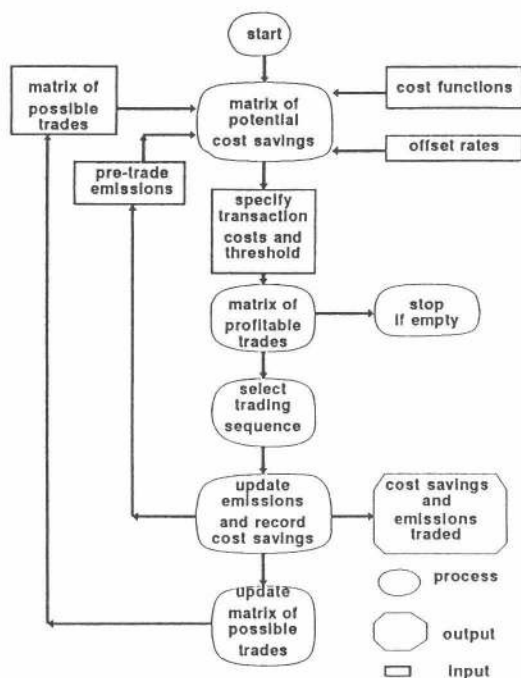 start
matrix of
possible
trades
matrix of
potential
cost savings
cost functions
offset rates
pre-trade
emissions
specify
transaction
costs and
threshold
matrix of
profitable
trades
stop
if empty
select
trading
sequence
update
emissions
and record
cost savings
cost savings
and
emissions
traded
update
matrix of
possible
trades
process
output
input